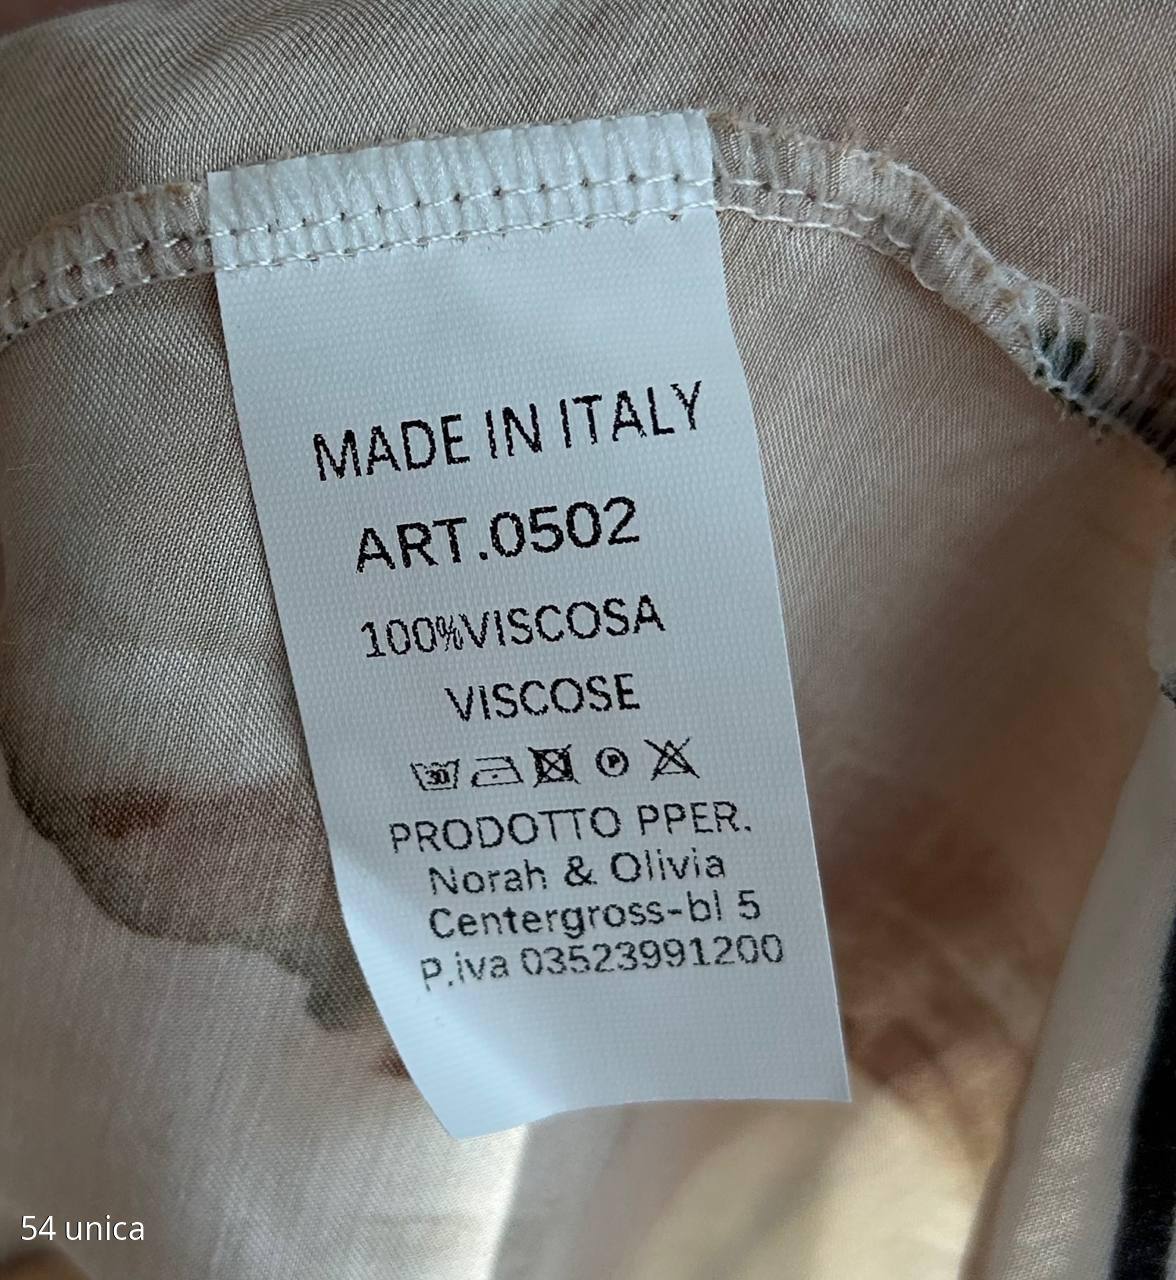 MADE IN ITALY
ART.0502
100%VISCOSA
VISCOSE
30 P
PRODOTTO PPER.
Norah & Olivia
Centergross-bl 5
P.iva 03523991200
54 unica